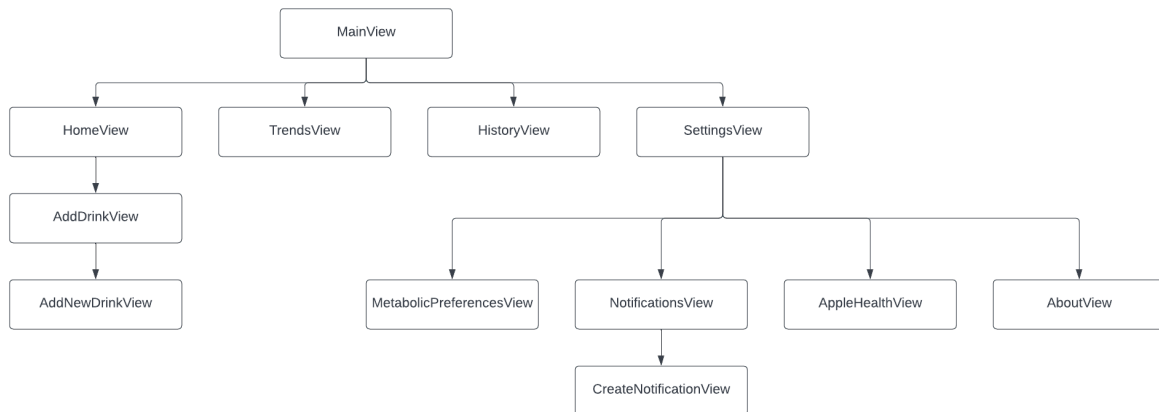 MainView
HomeView
TrendsView
HistoryView
SettingsView
AddDrinkView
AddNewDrinkView
MetabolicPreferencesView
NotificationsView
AppleHealthView
AboutView
CreateNotificationView